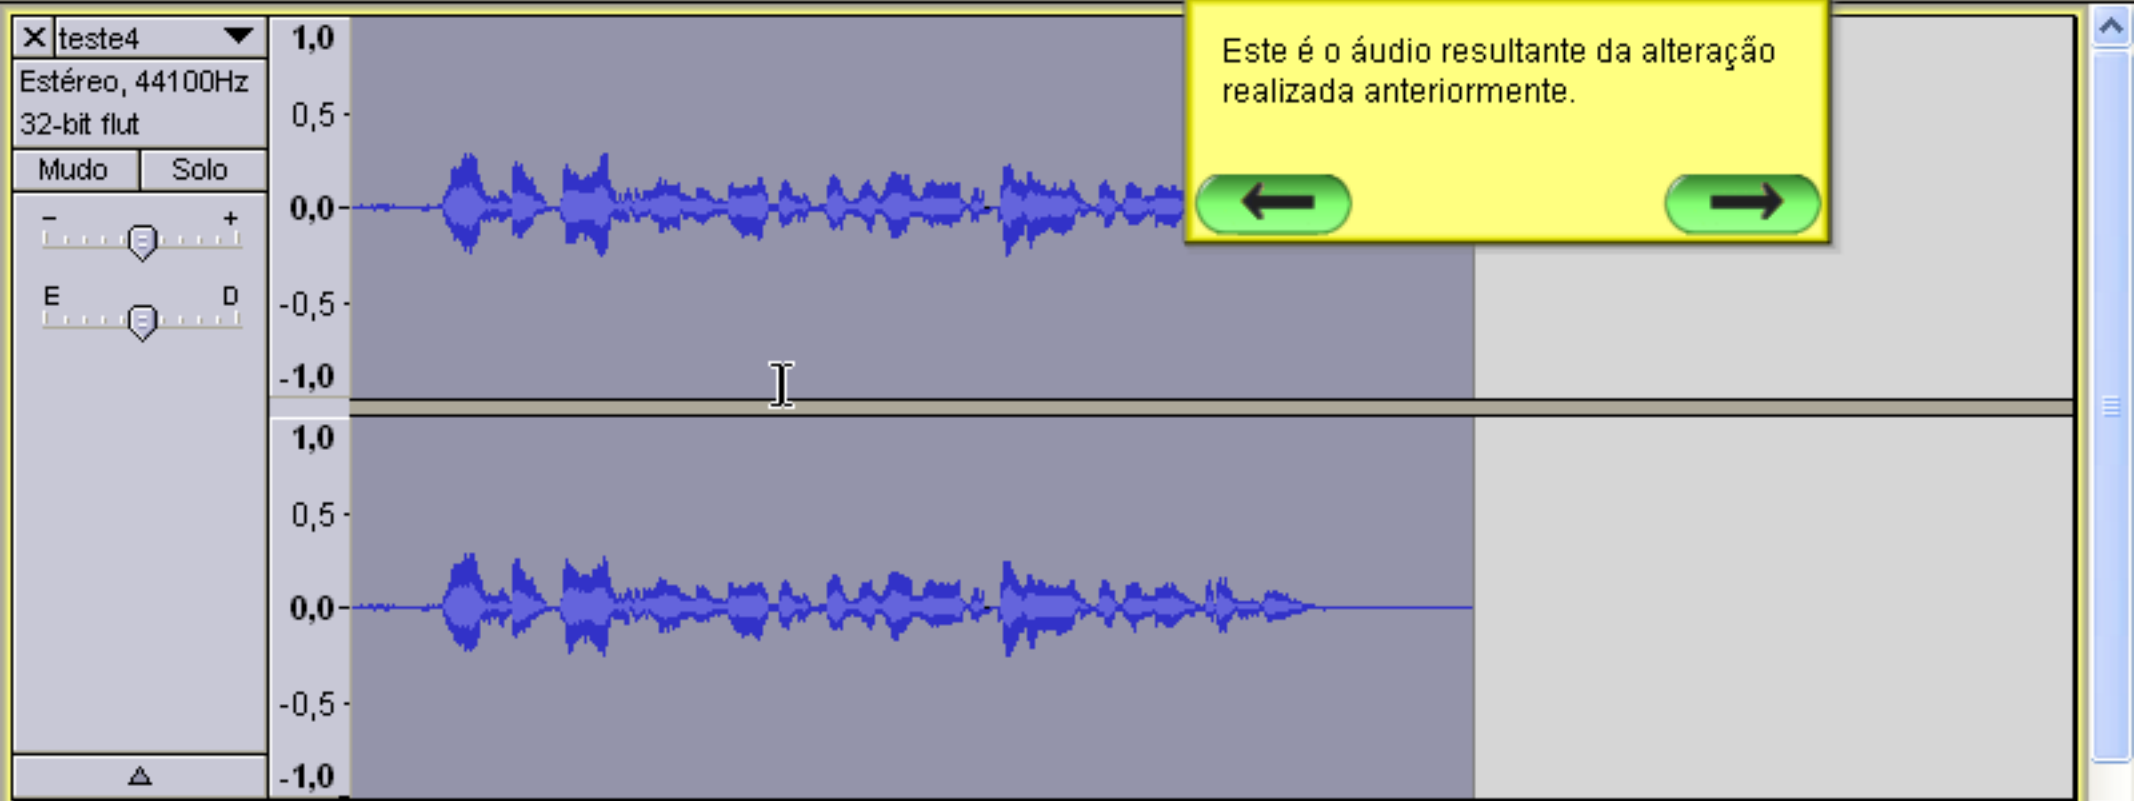 teste4
Estéreo, 44100Hz
32-bit flut
Mudo Solo
- +
E D
1,0
0,5
0,0
-0,5
-1,0
1,0
0,5
0,0
-0,5
-1,0
Este é o áudio resultante da alteração
realizada anteriormente.